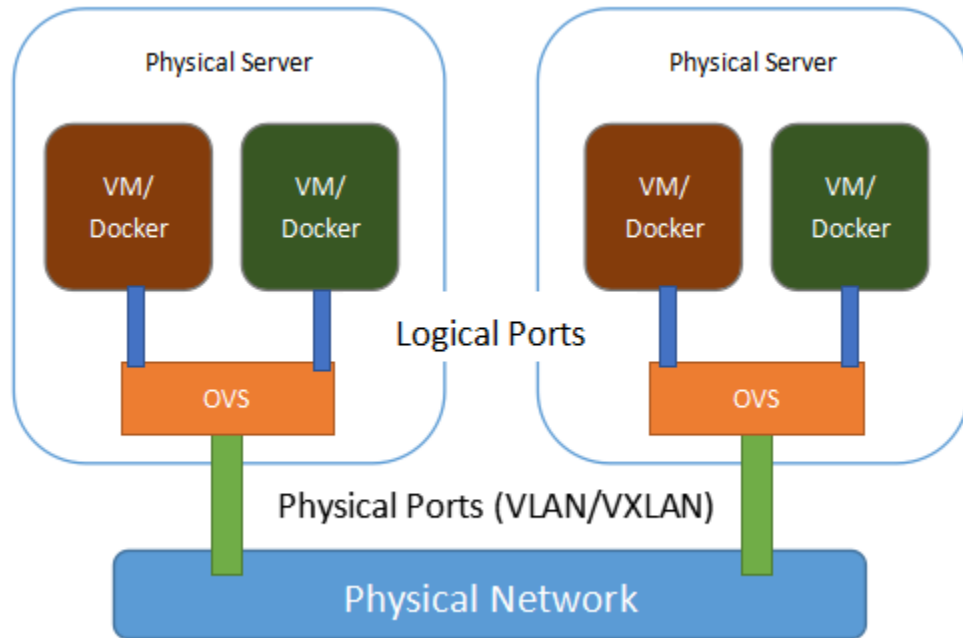 Physical Server
Physical Server
VM/
Docker
VM/
Docker
VM/
Docker
VM/
Docker
Logical Ports
OVS
OVS
Physical Ports (VLAN/VXLAN)
Physical Network